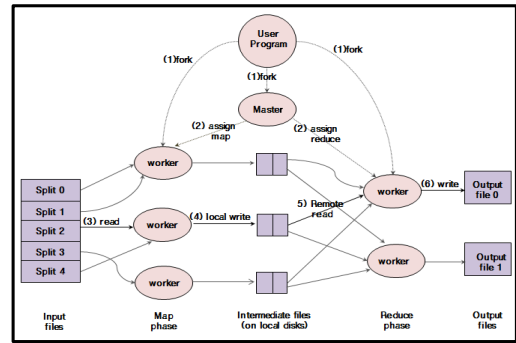 User
Program
(1)fork
(1)fork
(1)fork
Master
(2) assign
map
(2) assign
reduce
worker
Split 0
Split 1
Split 2
Split 3
Split 4
(3) read
worker
(4) local write
5) Remote
read
worker
(6) write
Output
file 0
worker
worker
Output
file 1
Input
files
Map
phase
Intermediate files
(on local disks)
Reduce
phase
Output
files